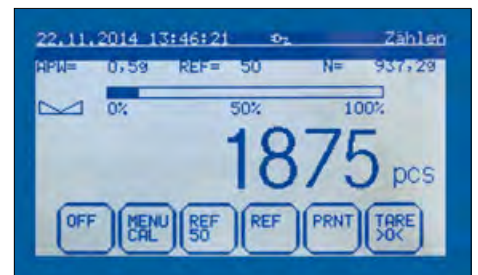 22.11.2014 13:46:21 Zählen
APW= 0,5g REF= 50 N= 937,2g
0% 50% 100%
1875 pcs
OFF MENU CAL REF 50 REF PRNT TARE >0<